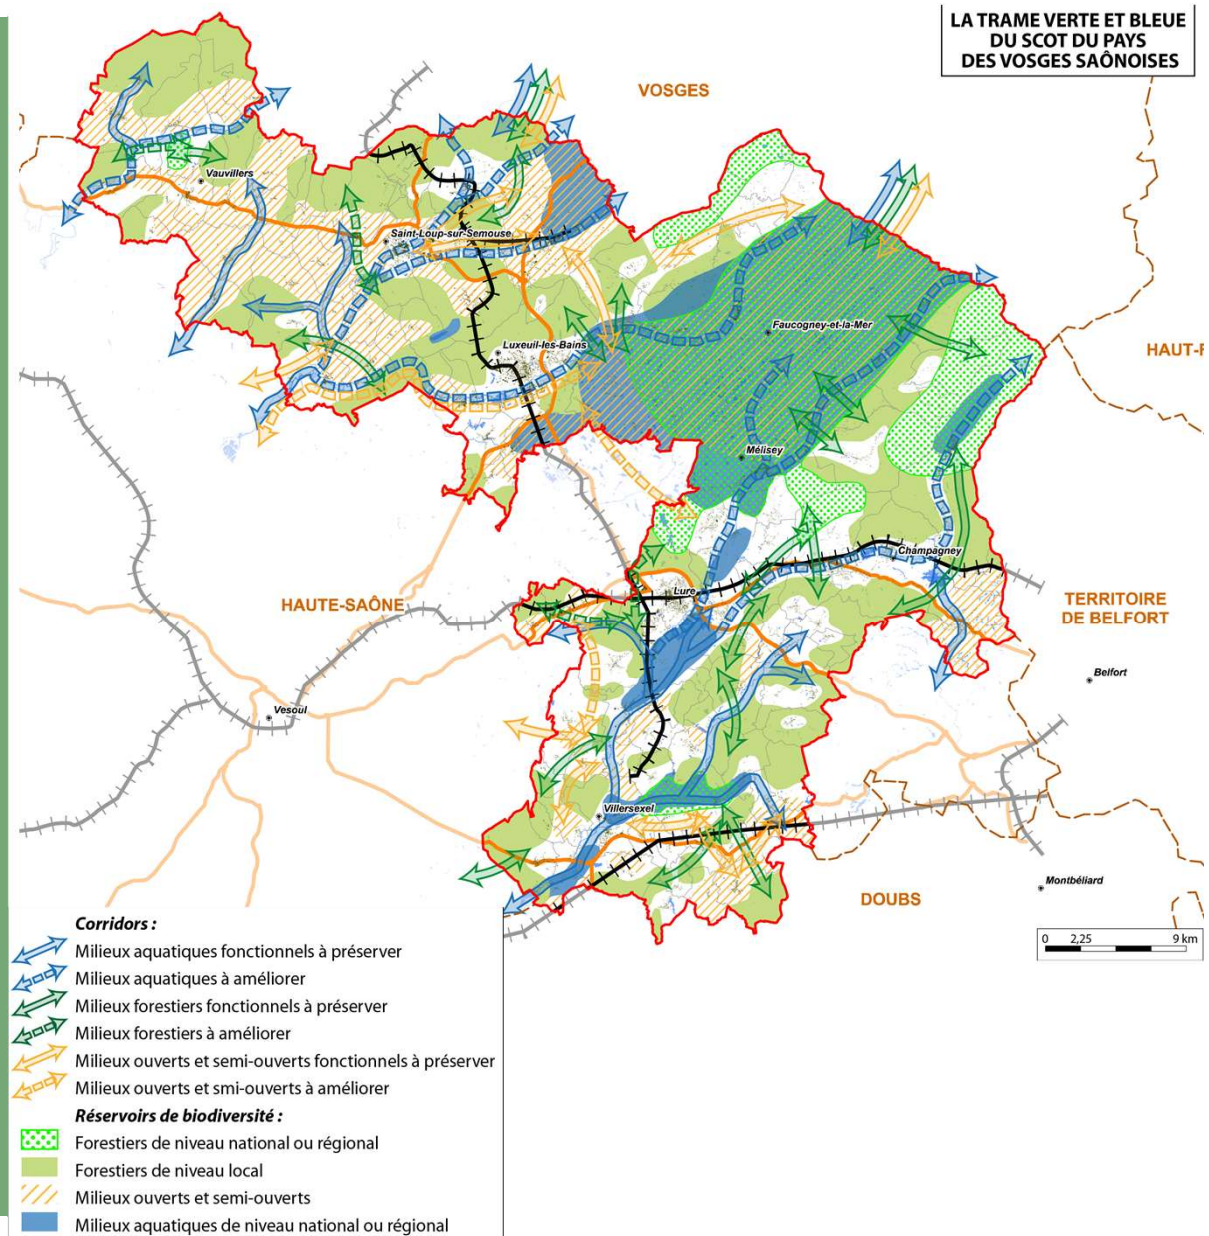 LA TRAME VERTE ET BLEUE
DU SCOT DU PAYS
DES VOSGES SAÔNOISES
VOSGES
Vauvillers
Saint-Loup-sur-Semouse
Faucogney-et-la-Mer
Luxeuil-les-Bains
HAUT-R
Mélisey
Champagney
Lure
HAUTE-SAÔNE
TERRITOIRE
DE BELFORT
Belfort
Vesoul
Villersexel
Montbéliard
DOUBS
0 2,25 9 km
Corridors :
Milieux aquatiques fonctionnels à préserver
Milieux aquatiques à améliorer
Milieux forestiers fonctionnels à préserver
Milieux forestiers à améliorer
Milieux ouverts et semi-ouverts fonctionnels à préserver
Milieux ouverts et smi-ouverts à améliorer
Réservoirs de biodiversité :
Forestiers de niveau national ou régional
Forestiers de niveau local
Milieux ouverts et semi-ouverts
Milieux aquatiques de niveau national ou régional